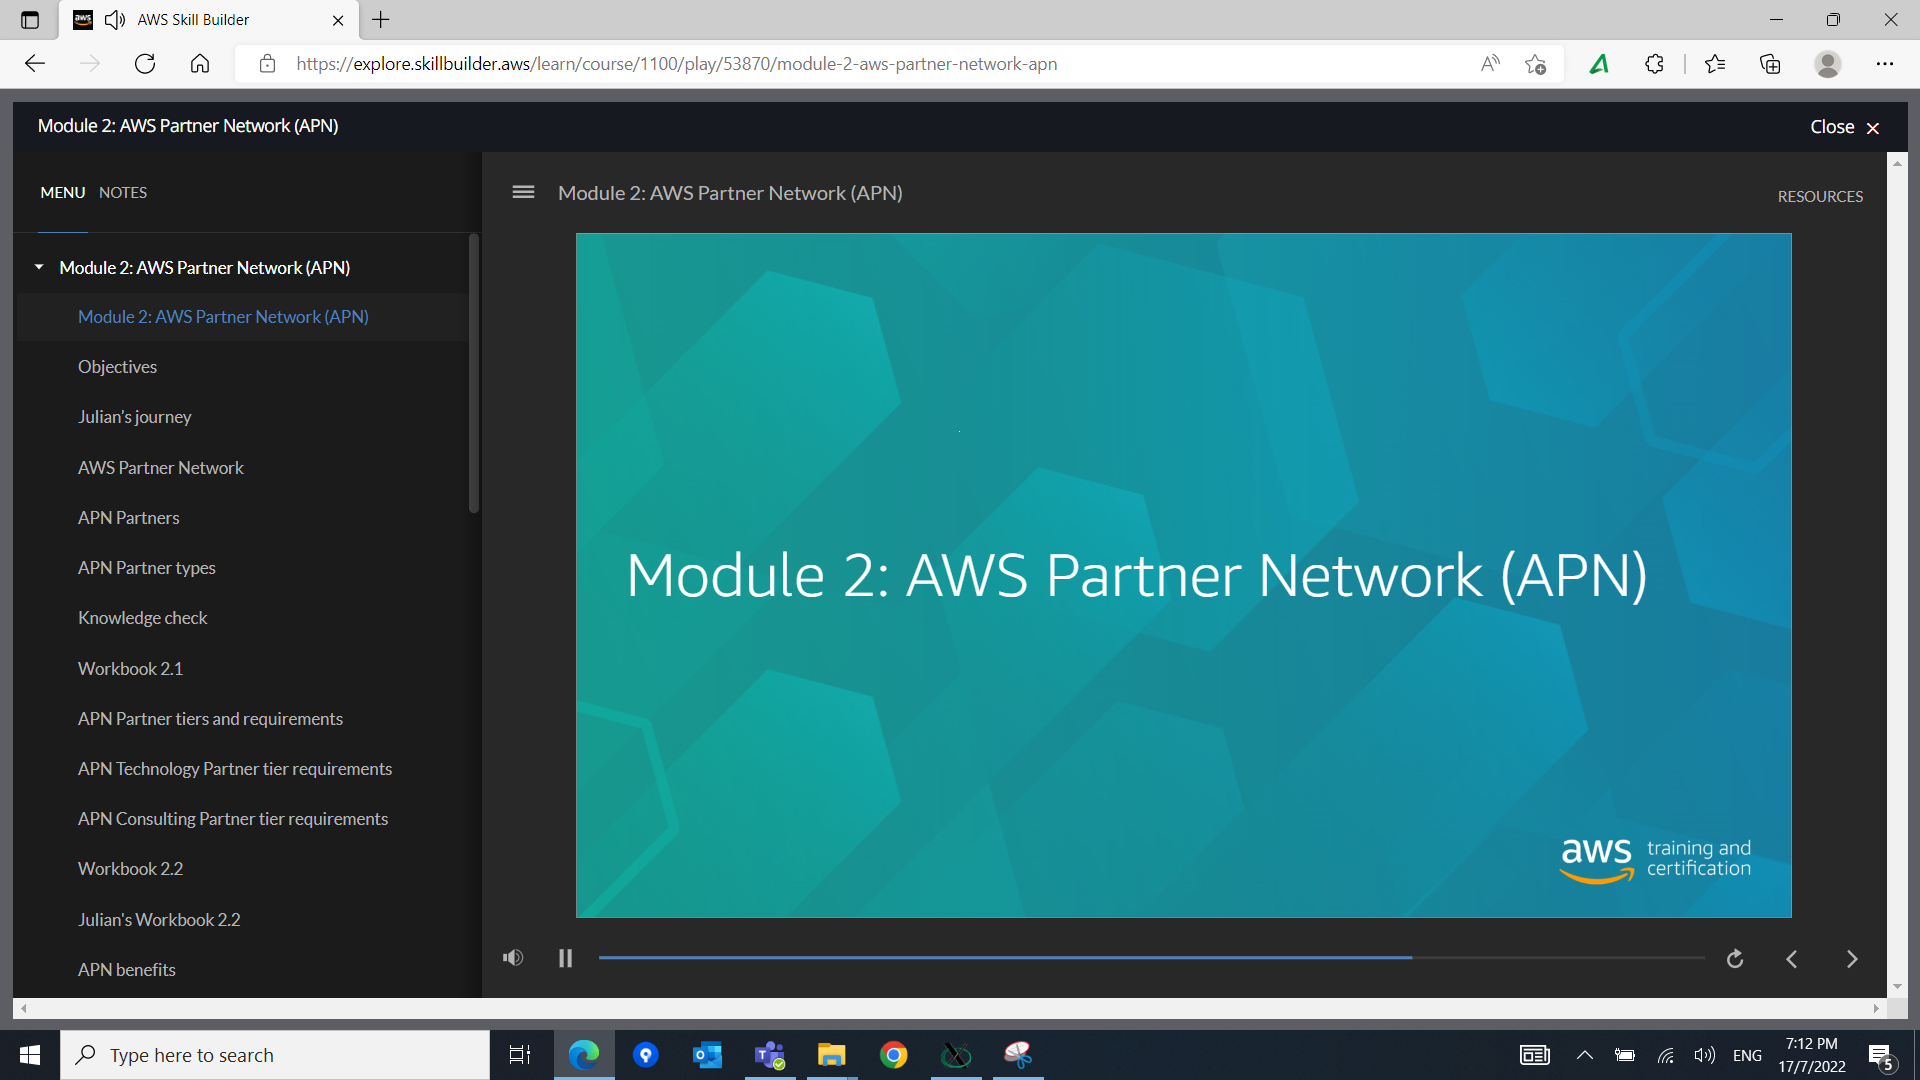 AWS Skill Builder
https://explore.skillbuilder.aws/learn/course/1100/play/53870/module-2-aws-partner-network-apn
Module 2: AWS Partner Network (APN)
Close
MENU NOTES
Module 2: AWS Partner Network (APN)
RESOURCES
Module 2: AWS Partner Network (APN)
Module 2: AWS Partner Network (APN)
Objectives
Julian’s journey
AWS Partner Network
APN Partners
APN Partner types
Knowledge check
Workbook 2.1
APN Partner tiers and requirements
APN Technology Partner tier requirements
APN Consulting Partner tier requirements
Workbook 2.2
Julian's Workbook 2.2
APN benefits
Module 2: AWS Partner Network (APN)
aws training and
certification
Type here to search
ENG
7:12 PM
17/7/2022
5